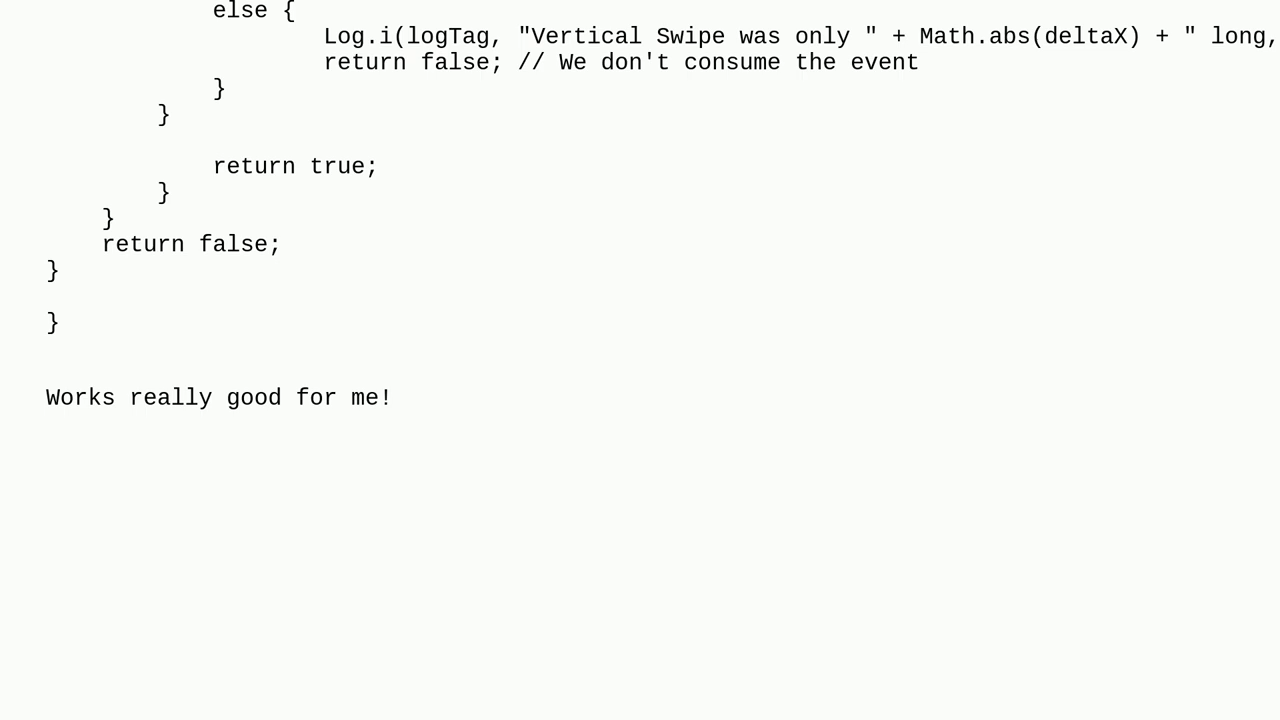 else {
Log.i(logTag, "Vertical Swipe was only " + Math.abs(deltaX) + " long,
return false; // We don't consume the event
}
}
return true;
}
}
return false;
}
}
Works really good for me!